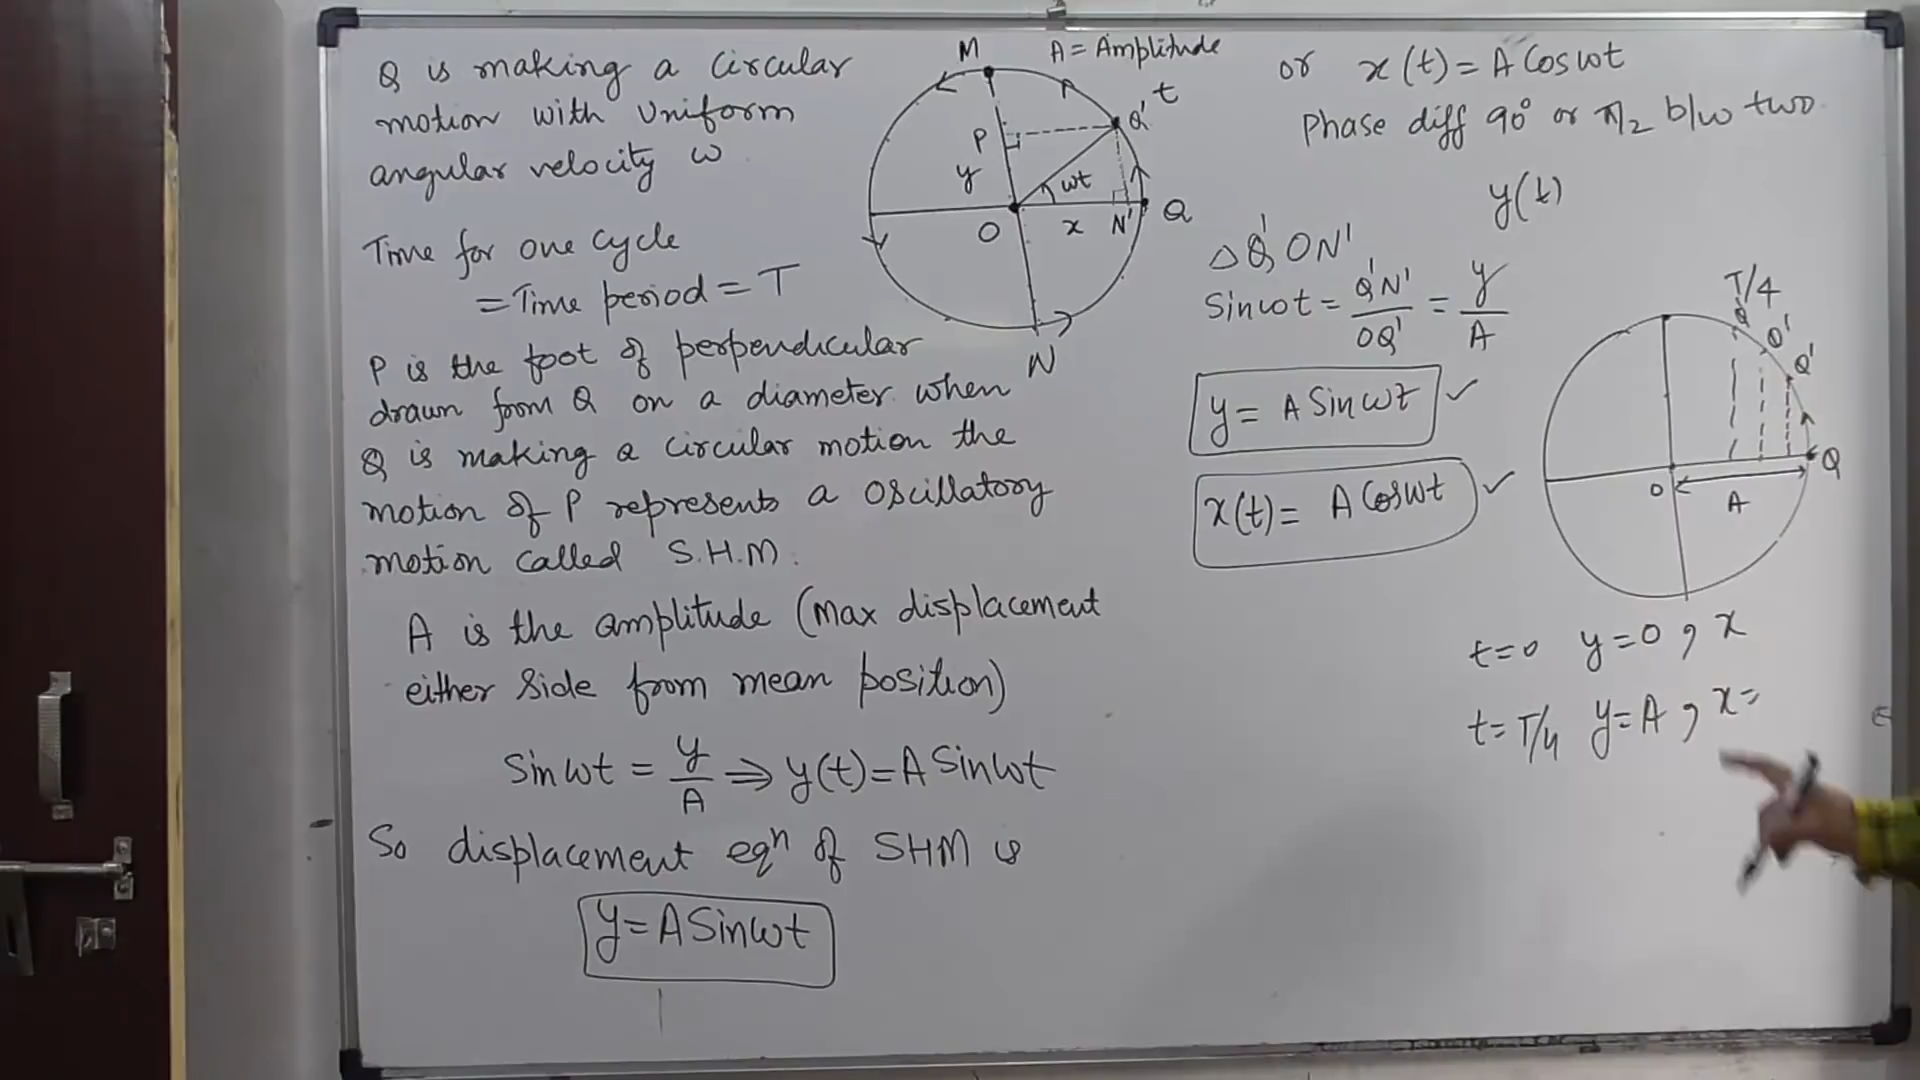 Q is making a circular
motion with uniform
angular velocity ω
Time for one cycle
= Time period = T
P is the foot of perpendicular
drawn from Q on a diameter when
Q is making a circular motion the
motion of P represents a oscillatory
motion called S.H.M.
A is the amplitude (Max displacement
either side from mean position)
Sin ωt = y/A ⇒ y(t) = A Sin ωt
So displacement eqⁿ of SHM is
y = A Sin ωt
M
A = Amplitude
t
Q'
P
y
ωt
O
x
N'
Q
N
or x(t) = A Cos ωt
Phase diff 90° or π/2 b/w two
y(t)
△Q'ON'
Sin ωt = Q'N'/OQ' = y/A
y = A Sin ωt ✓
x(t) = A Cos ωt ✓
T/4
Q'
Q'
Q'
Q
O
A
t=0 y=0 , x
t= T/4 y=A , x=